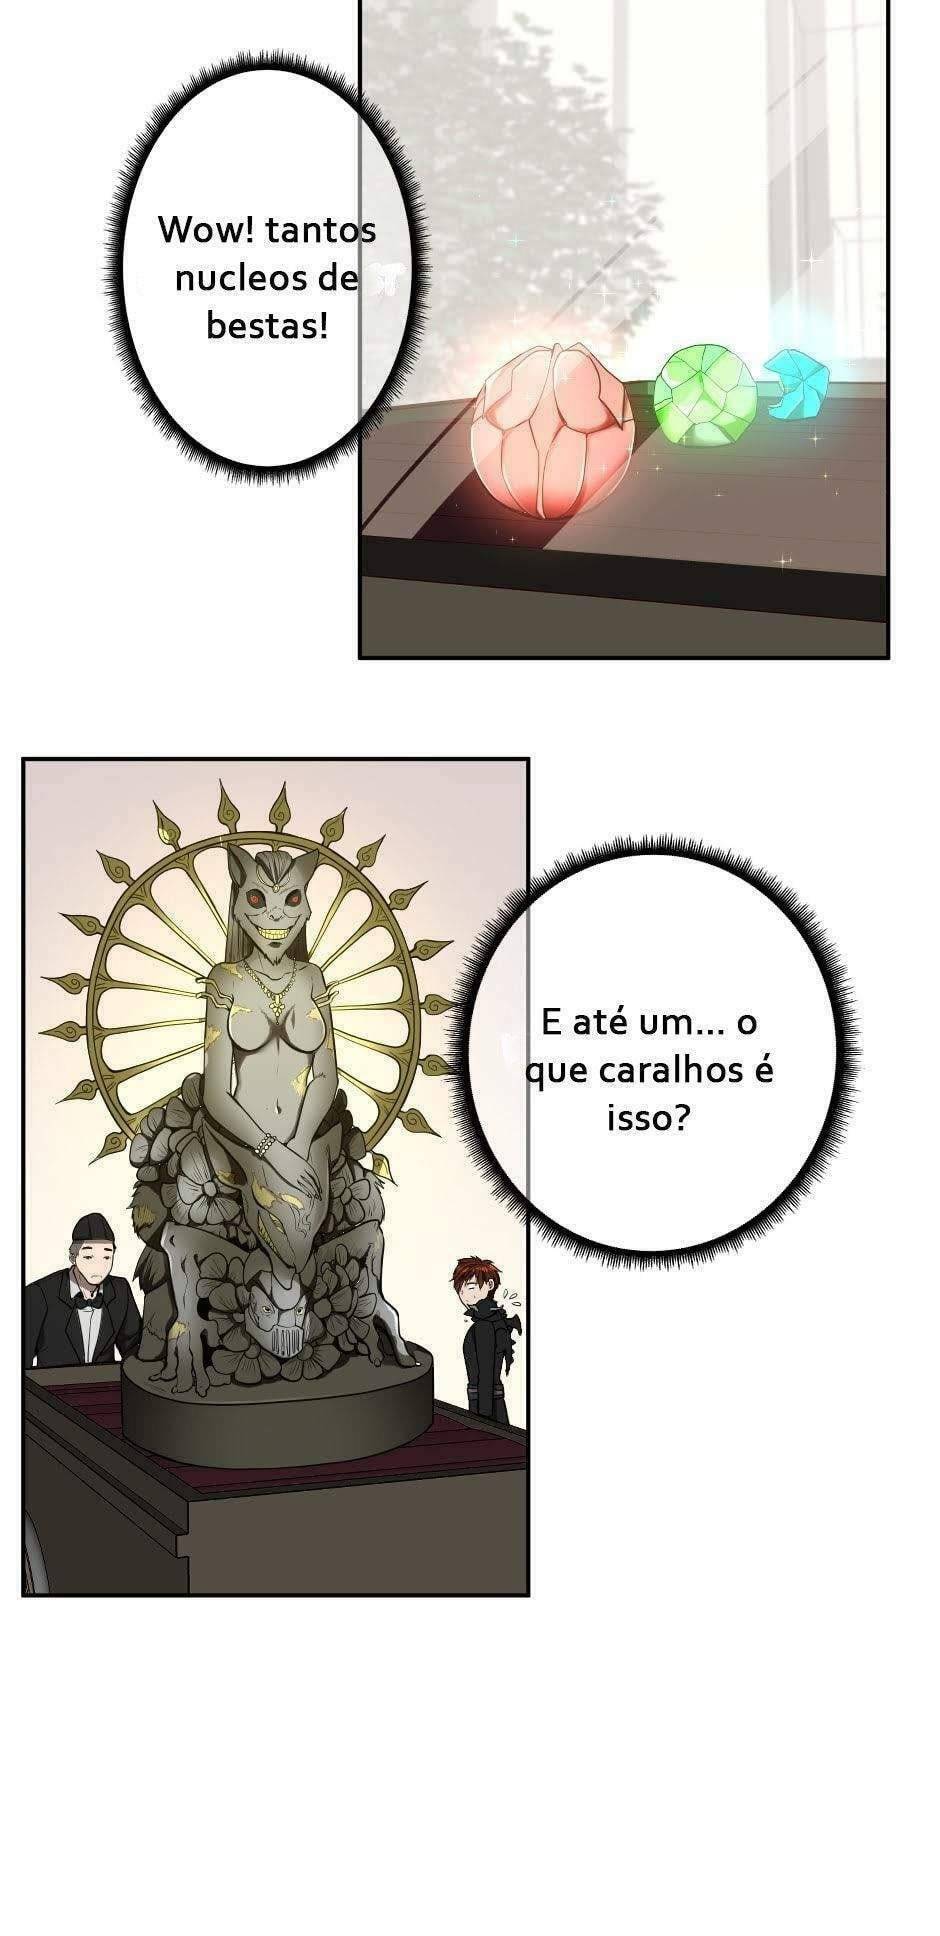 Wow! tantos
nucleos de
bestas!
E até um... o
que caralhos é
isso?